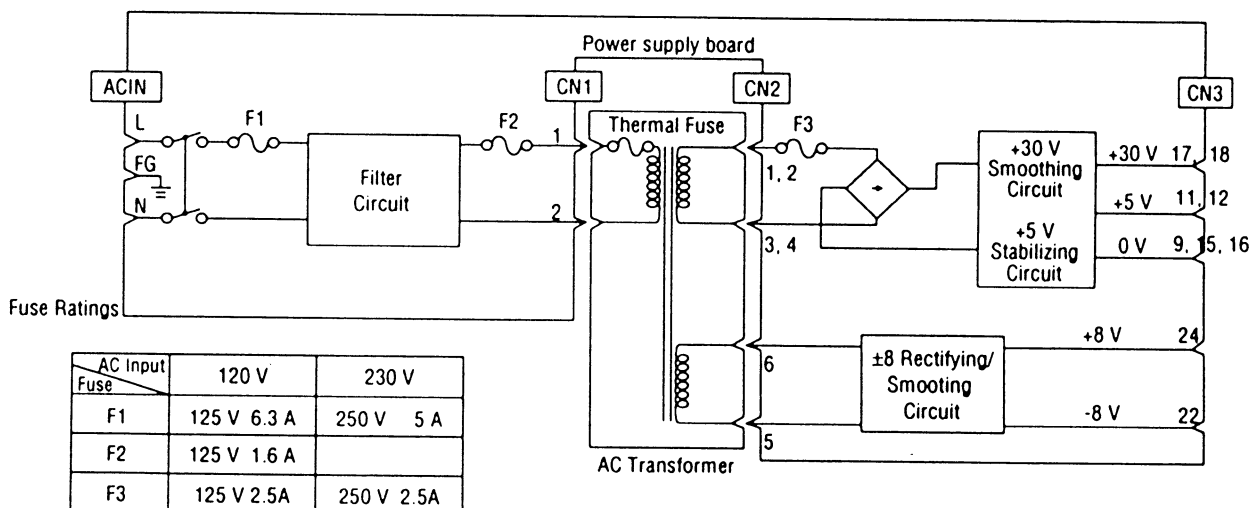 Power supply board
ACIN
CN1
CN2
CN3
L
F1
F2
1
Thermal Fuse
F3
FG
N
Filter
Circuit
2
1, 2
3, 4
+30 V
Smoothing
Circuit
+5 V
Stabilizing
Circuit
+30 V 17, 18
+5 V 11, 12
0 V 9, 15, 16
6
5
±8 Rectifying/
Smooting
Circuit
+8 V 24
-8 V 22
AC Transformer
Fuse Ratings
AC Input
Fuse
120 V
230 V
F1 125 V 6.3 A 250 V 5 A
F2 125 V 1.6 A
F3 125 V 2.5A 250 V 2.5A